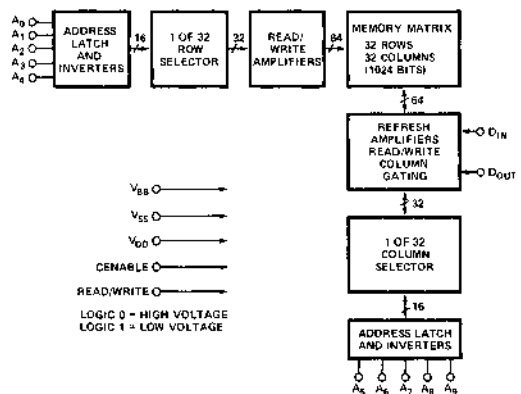 A0
A1
A2
A3
A4
ADDRESS
LATCH
AND
INVERTERS
16
1 OF 32
ROW
SELECTOR
32
READ/
WRITE
AMPLIFIERS
64
MEMORY MATRIX
32 ROWS
32 COLUMNS
(1024 BITS)
64
REFRESH
AMPLIFIERS
READ/WRITE
COLUMN
GATING
DIN
DOUT
32
1 OF 32
COLUMN
SELECTOR
16
ADDRESS LATCH
AND INVERTERS
A5 A6 A7 A8 A9
VBB
VSS
VDD
CENABLE
READ/WRITE
LOGIC 0 = HIGH VOLTAGE
LOGIC 1 = LOW VOLTAGE